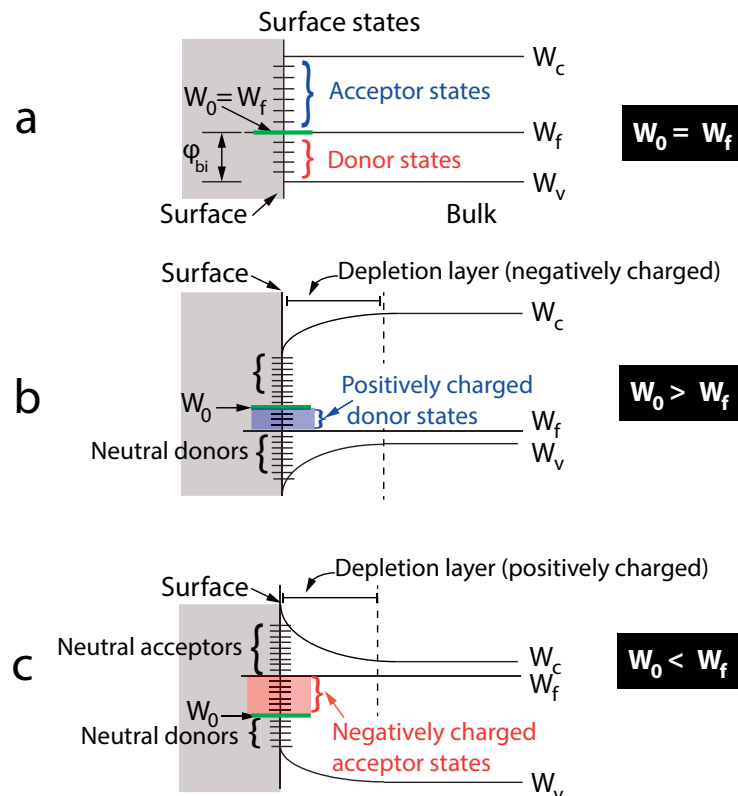 Surface states
W_c
Acceptor states
W_0 = W_f
a
W_f
W_0 = W_f
φ_bi
Donor states
W_v
Surface
Bulk
Surface
Depletion layer (negatively charged)
W_c
b
W_0
Positively charged
donor states
W_0 > W_f
W_f
Neutral donors
W_v
Surface
Depletion layer (positively charged)
Neutral acceptors
c
W_c
W_0 < W_f
W_f
W_0
Neutral donors
Negatively charged
acceptor states
W_v